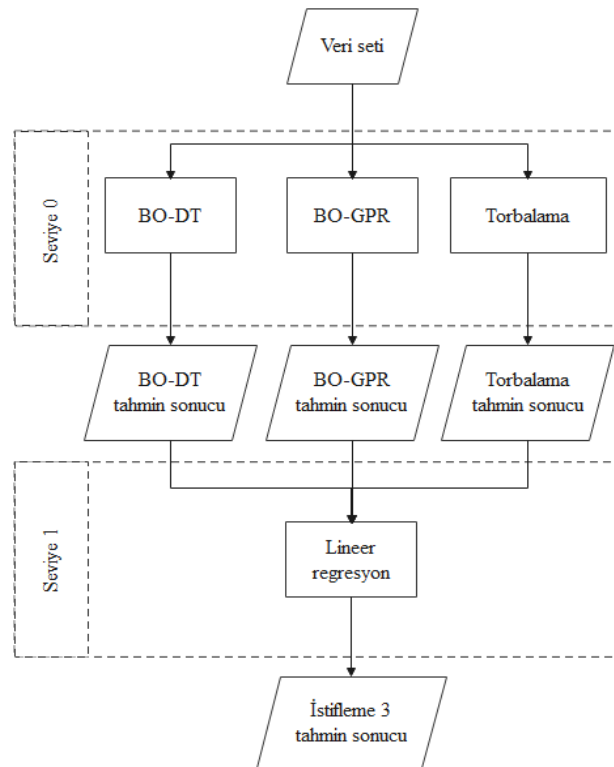 Veri seti
Seviye 0
BO-DT
BO-GPR
Torbalama
BO-DT
tahmin sonucu
BO-GPR
tahmin sonucu
Torbalama
tahmin sonucu
Seviye 1
Lineer
regresyon
İstifleme 3
tahmin sonucu